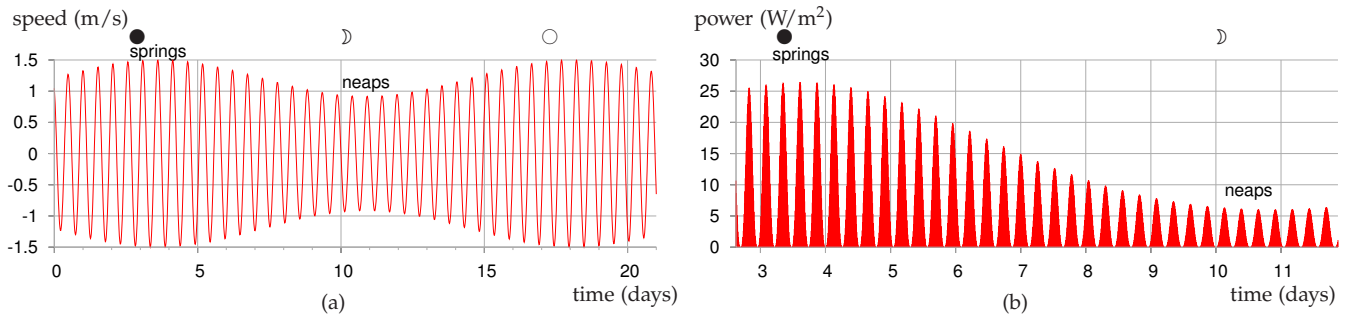 speed (m/s)
springs
neaps
1.5
1
0.5
0
-0.5
-1
-1.5
0 5 10 15 20
time (days)
(a)
power (W/m²)
springs
neaps
30
25
20
15
10
5
0
3 4 5 6 7 8 9 10 11
time (days)
(b)